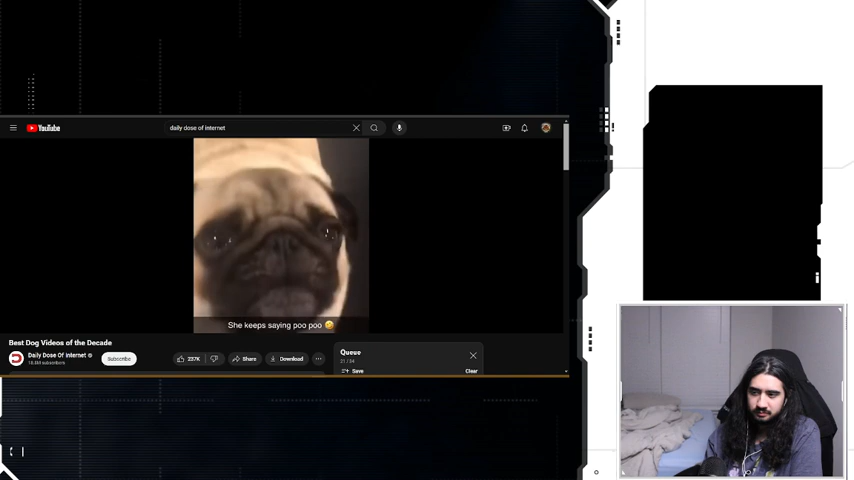 YouTube
daily dose of internet
She keeps saying poo poo 🤣
Best Dog Videos of the Decade
Daily Dose Of Internet
Subscribe
237K
Share
Download
Queue
Save
Clear